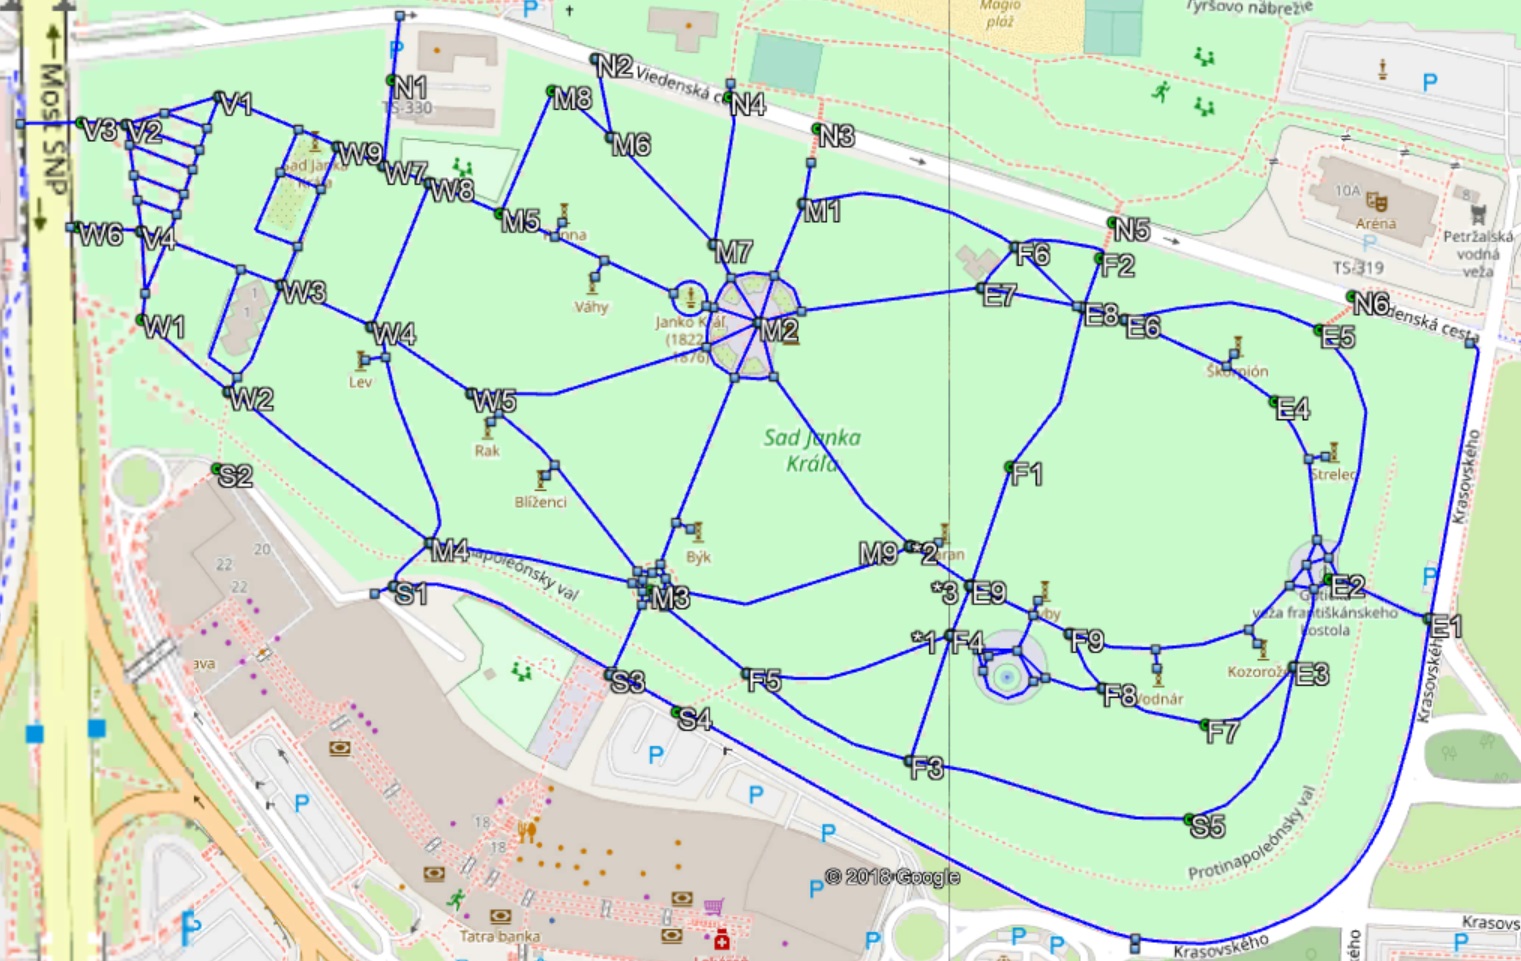 Magio
pláž
Tyršovo nábrežie
P
P
Most SNP
N1
TS-330
N2
Viedenská c
N4
N3
P
V3
V2
V1
W9
Sad Janka
Kráľa
W7
W8
M8
M6
M5
W6
V4
Panna
M7
M1
N5
10A
Aréna
8
Petržalská
vodná
veža
P
TS-319
F6
F2
W3
1
Váhy
Janko Kráľ
(1822
1876)
M2
E7
E8
E6
N6
denská cesta
E5
W1
W4
Lev
Škorpión
W2
W5
Rak
E4
Sad Janka
Kráľa
Strelec
Krasovského
S2
F1
Blíženci
20
22
22
Býk
M4
Napoleónsky val
M9
*2
Baran
S1
M3
*3
E9
Ryby
E2
P
Gotická
veža františkánskeho
kostola
E1
ava
*1
F4
F9
Kozorožec
E3
S3
F5
F8
Vodnár
Krasovského
S4
F7
P
F3
P
S5
P
18
18
P
Protinapoleónsky val
© 2018 Google
P
P
Tatra banka
P
P
P
Krasovského
Krasovs
P